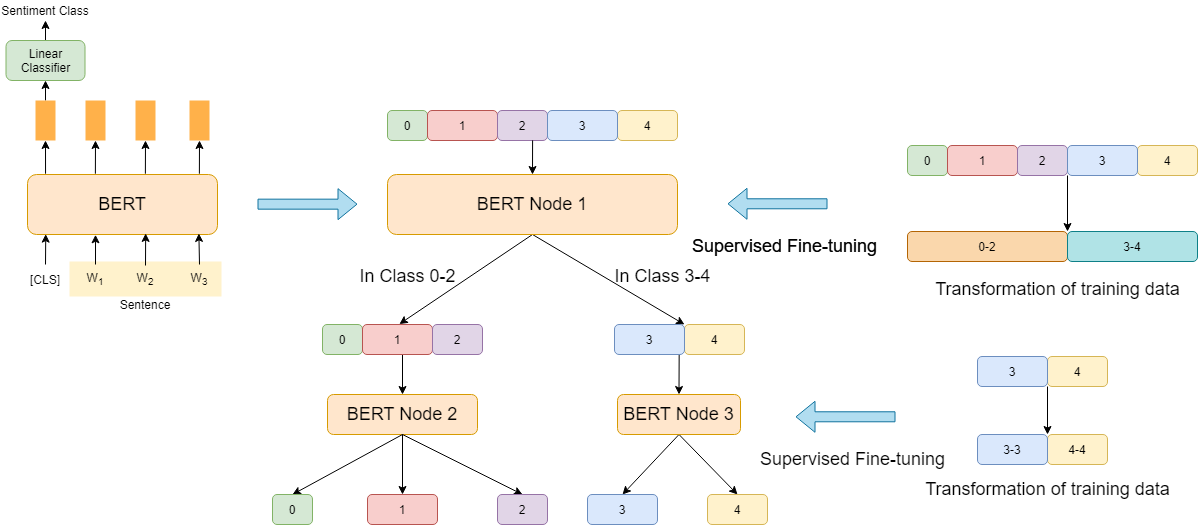 Sentiment Class
Linear
Classifier
BERT
[CLS]
W1
W2
W3
Sentence
0
1
2
3
4
BERT Node 1
In Class 0-2
In Class 3-4
0
1
2
3
4
BERT Node 2
BERT Node 3
0
1
2
3
4
Supervised Fine-tuning
0
1
2
3
4
0-2
3-4
Transformation of training data
3
4
3-3
4-4
Supervised Fine-tuning
Transformation of training data